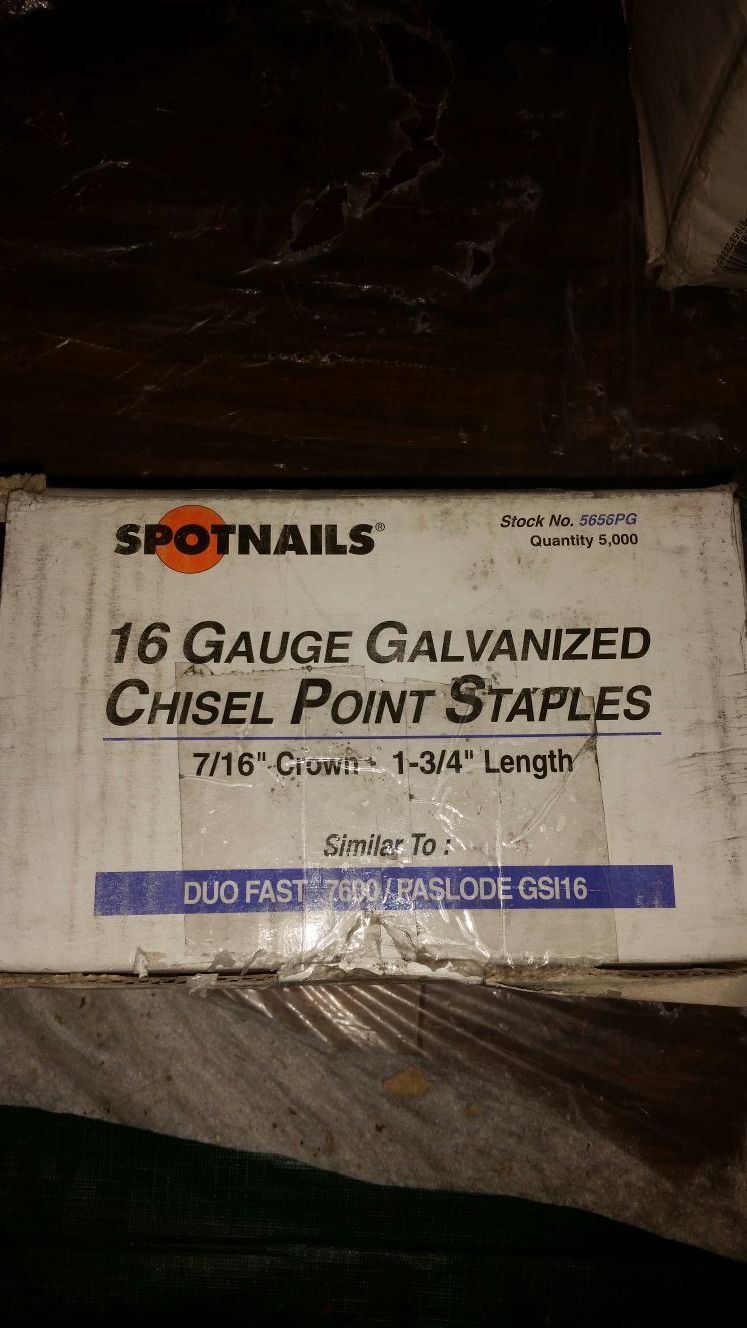 SPOTNAILS®
Stock No. 5656PG
Quantity 5,000
16 GAUGE GALVANIZED
CHISEL POINT STAPLES
7/16" Crown 1-3/4" Length
Similar To :
DUO FAST 7600 / PASLODE GSI16